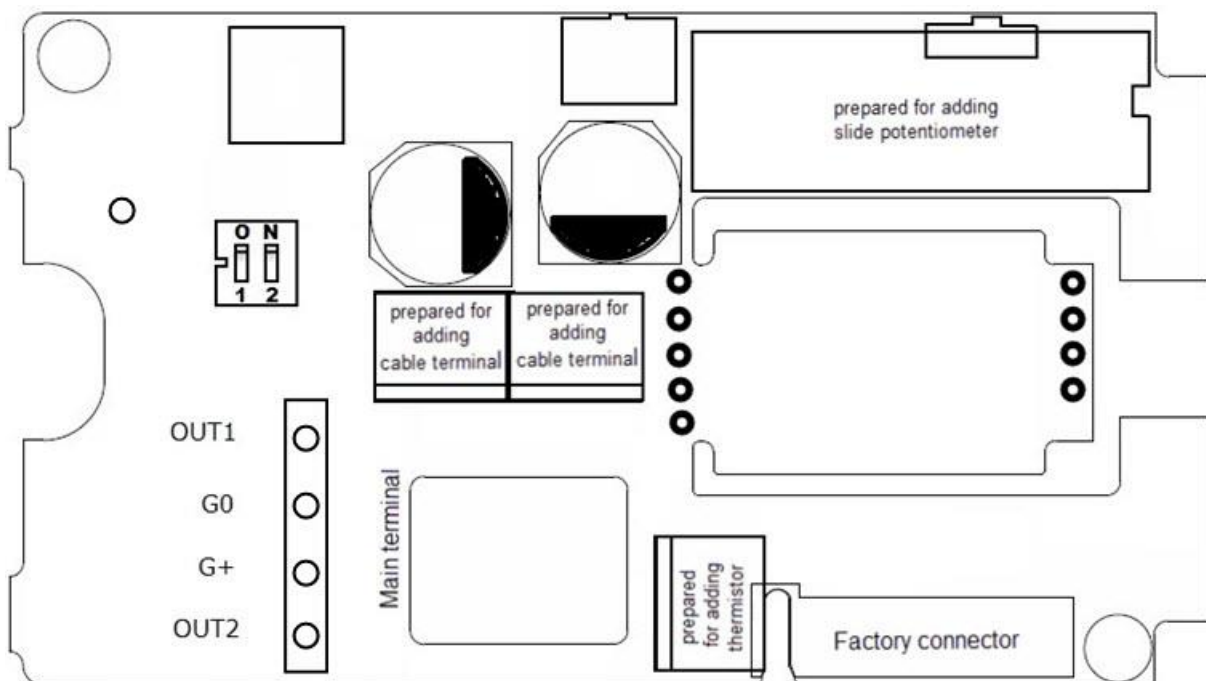 prepared for adding
slide potentiometer
O N
1 2
prepared for
adding
cable terminal
prepared for
adding
cable terminal
OUT1
G0
G+
OUT2
Main terminal
prepared
for adding
thermistor
Factory connector